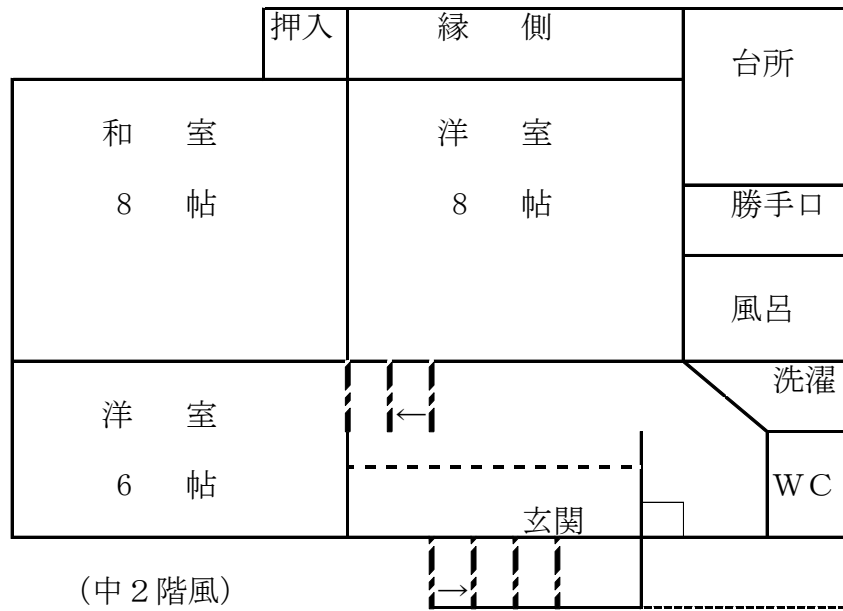 押入
縁　側
台所
和　室
8　帖
洋　室
8　帖
勝手口
風呂
洗濯
洋　室
6　帖
←
WC
玄関
(中2階風)
→